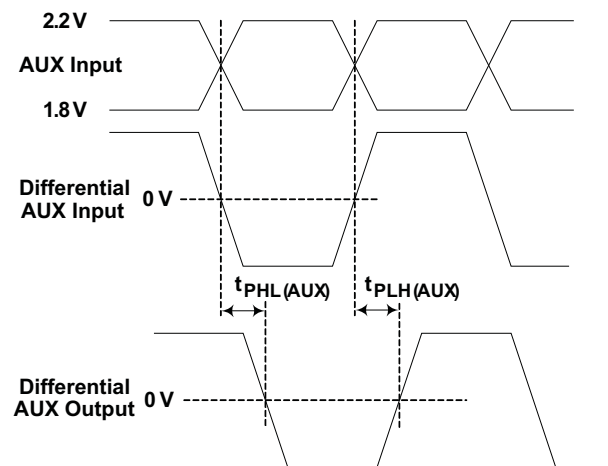 2.2 V
AUX Input
1.8 V
Differential
AUX Input
0 V
tPHL(AUX)
tPLH(AUX)
Differential
AUX Output
0 V